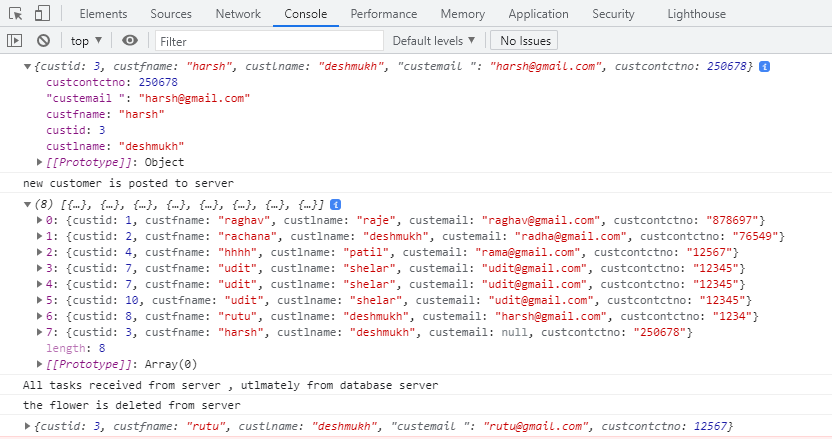 Elements Sources Network Console Performance Memory Application Security Lighthouse
top ▼ Filter Default levels ▼ No Issues
▼{custid: 3, custfname: "harsh", custlname: "deshmukh", "custemail ": "harsh@gmail.com", custcontctno: 250678} i
custcontctno: 250678
"custemail ": "harsh@gmail.com"
custfname: "harsh"
custid: 3
custlname: "deshmukh"
▶[[Prototype]]: Object
new customer is posted to server
▼(8) [{…}, {…}, {…}, {…}, {…}, {…}, {…}, {…}] i
▶0: {custid: 1, custfname: "raghav", custlname: "raje", custemail: "raghav@gmail.com", custcontctno: "878697"}
▶1: {custid: 2, custfname: "rachana", custlname: "deshmukh", custemail: "radha@gmail.com", custcontctno: "76549"}
▶2: {custid: 4, custfname: "hhhh", custlname: "patil", custemail: "rama@gmail.com", custcontctno: "12567"}
▶3: {custid: 7, custfname: "udit", custlname: "shelar", custemail: "udit@gmail.com", custcontctno: "12345"}
▶4: {custid: 7, custfname: "udit", custlname: "shelar", custemail: "udit@gmail.com", custcontctno: "12345"}
▶5: {custid: 10, custfname: "udit", custlname: "shelar", custemail: "udit@gmail.com", custcontctno: "12345"}
▶6: {custid: 8, custfname: "rutu", custlname: "deshmukh", custemail: "harsh@gmail.com", custcontctno: "1234"}
▶7: {custid: 3, custfname: "harsh", custlname: "deshmukh", custemail: null, custcontctno: "250678"}
length: 8
▶[[Prototype]]: Array(0)
All tasks received from server , utlmately from database server
the flower is deleted from server
▶{custid: 3, custfname: "rutu", custlname: "deshmukh", "custemail ": "rutu@gmail.com", custcontctno: 12567}